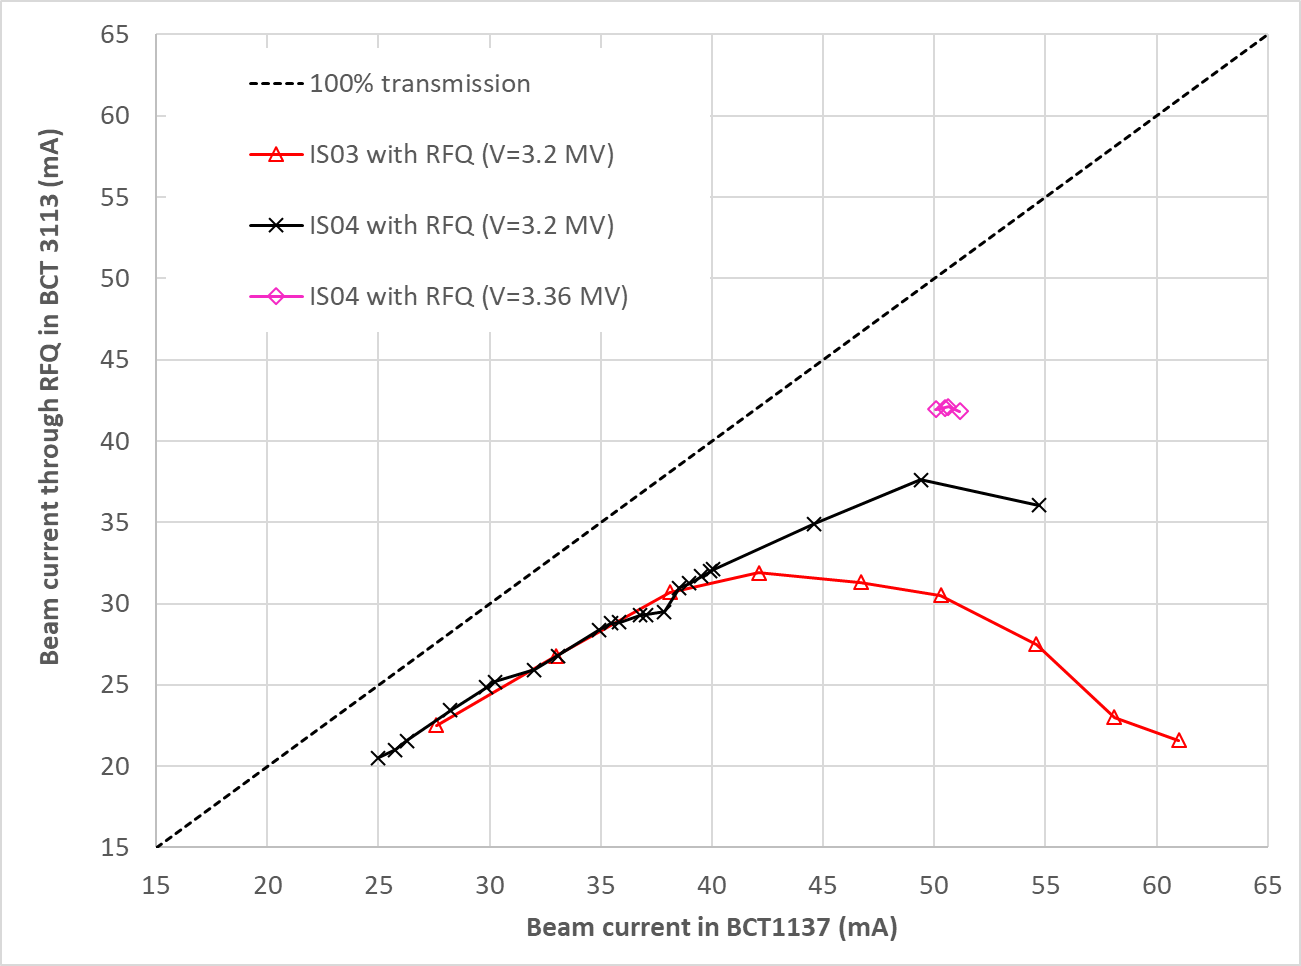 65
60
55
50
45
40
35
30
25
20
15
Beam current through RFQ in BCT 3113 (mA)
100% transmission
IS03 with RFQ (V=3.2 MV)
IS04 with RFQ (V=3.2 MV)
IS04 with RFQ (V=3.36 MV)
15 20 25 30 35 40 45 50 55 60 65
Beam current in BCT1137 (mA)